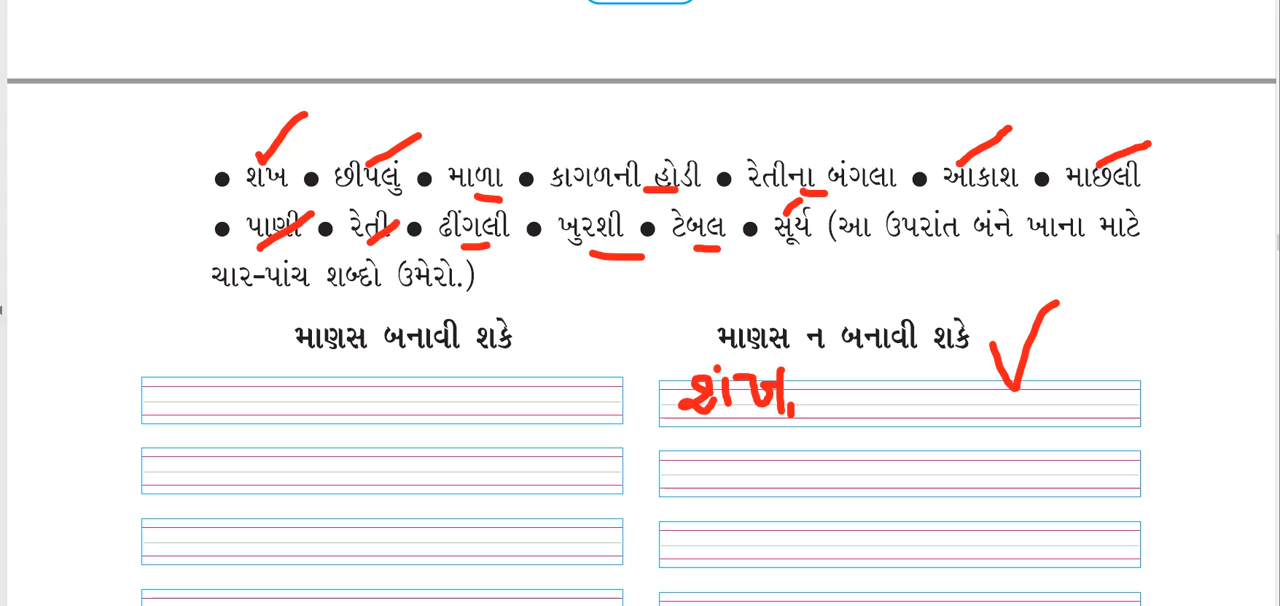 ● શંખ ● છીપલું ● માળા ● કાગળની હોડી ● રેતીના બંગલા ● આકાશ ● માછલી
● પાણી ● રેતી ● ઢીંગલી ● ખુરશી ● ટેબલ ● સૂર્ય (આ ઉપરાંત બંને ખાના માટે
ચાર-પાંચ શબ્દો ઉમેરો.)
માણસ બનાવી શકે માણસ ન બનાવી શકે
શંખ,